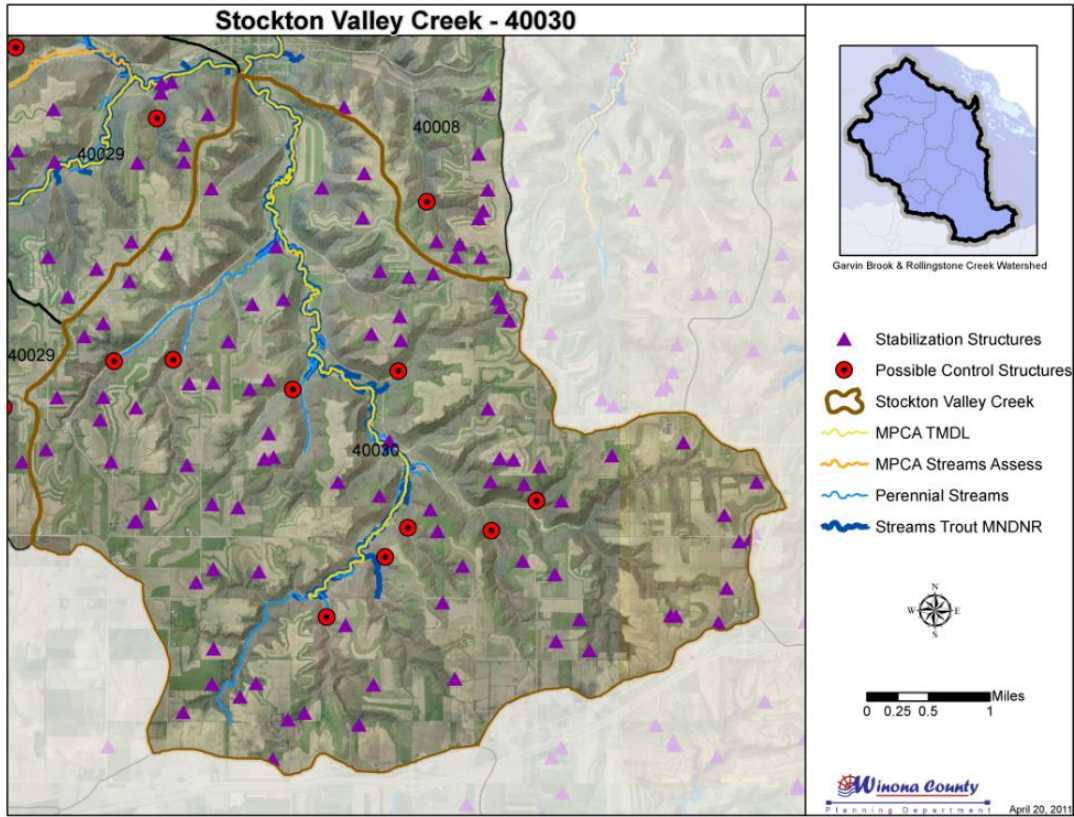 Stockton Valley Creek - 40030
40008
40029
40029
40030
Garvin Brook & Rollingstone Creek Watershed
Stabilization Structures
Possible Control Structures
Stockton Valley Creek
MPCA TMDL
MPCA Streams Assess
Perennial Streams
Streams Trout MNDNR
N
W E
S
Miles
0 0.25 0.5 1
Winona County
Planning Department
April 20, 2011